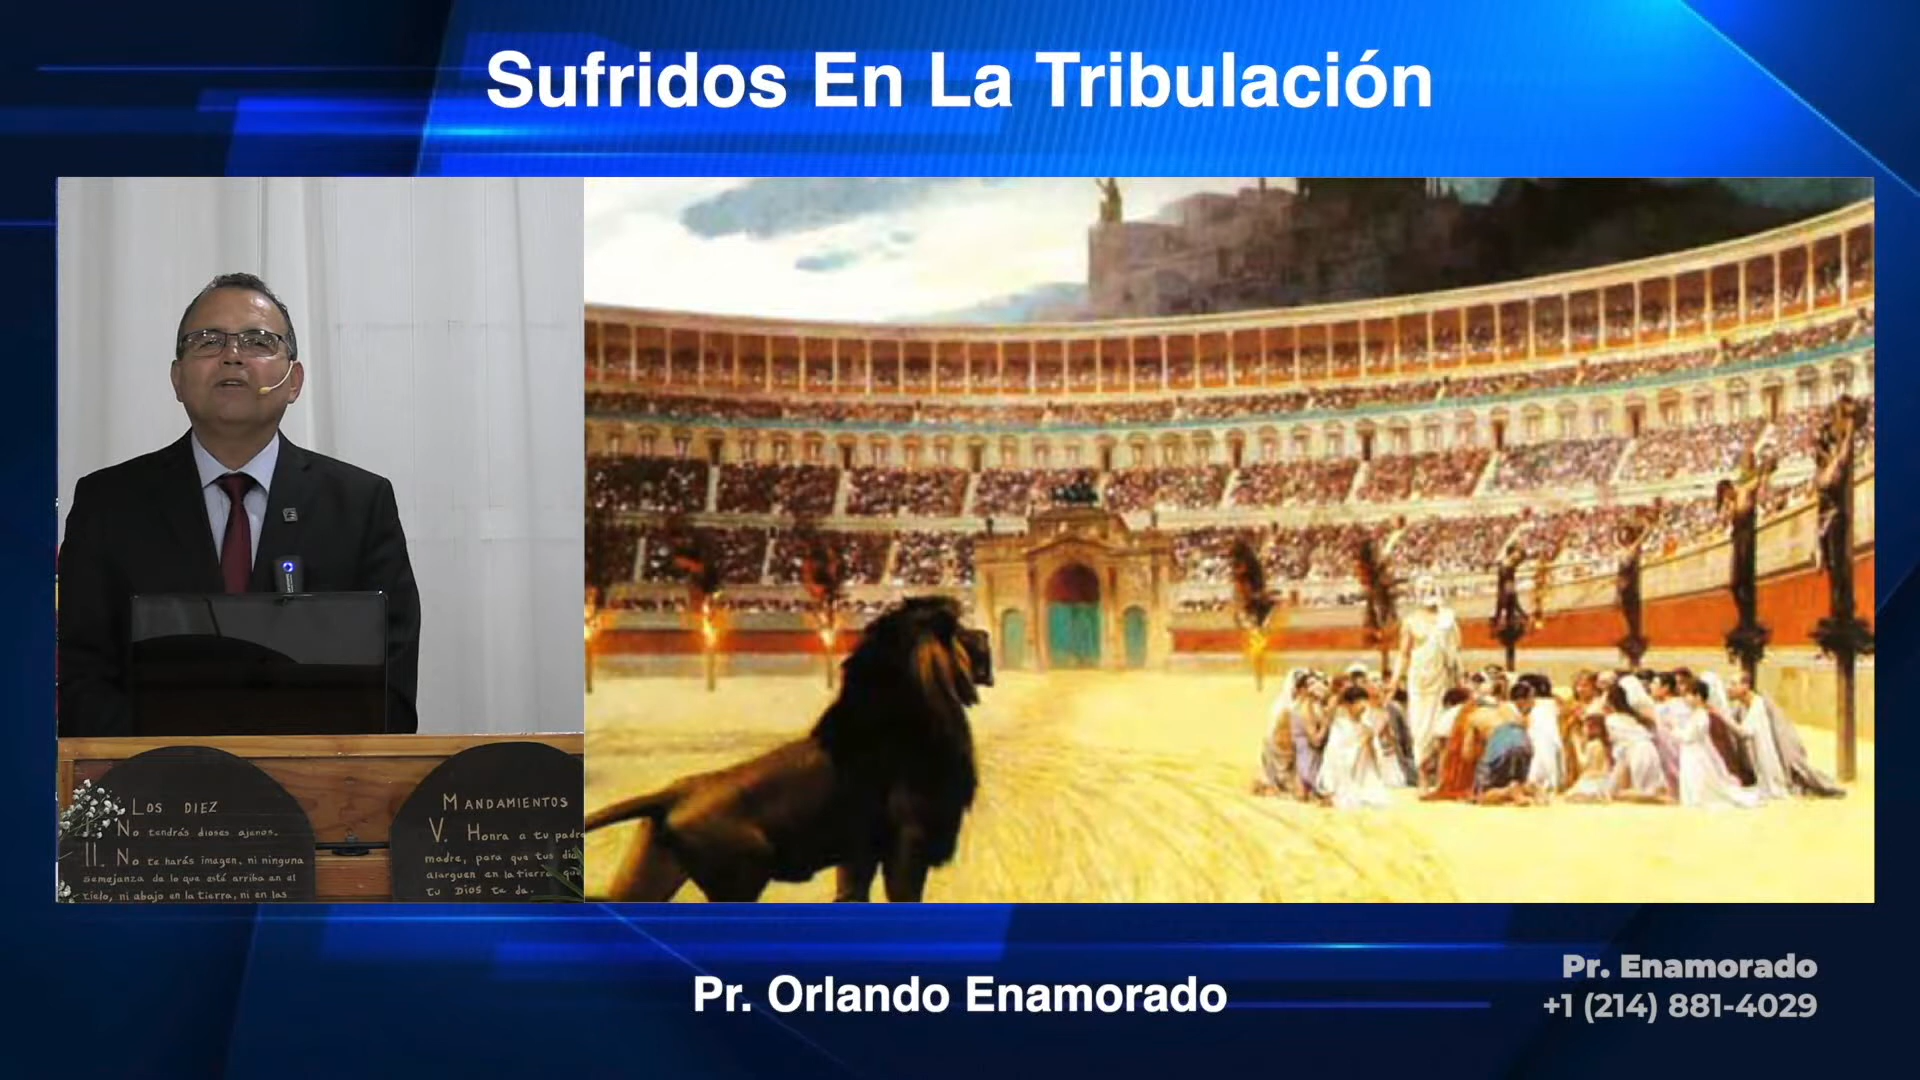 Sufridos En La Tribulación
LOS DIEZ
No tendrás dioses ajenos.
II. No te harás imagen, ni ninguna
semejanza de lo que está arriba en el
cielo, ni abajo en la tierra, ni en las
MANDAMIENTOS
V. Honra a tu padre
madre, para que tus
alarguen en la tierra que
tu DIOS te da.
Pr. Orlando Enamorado
Pr. Enamorado
+1 (214) 881-4029